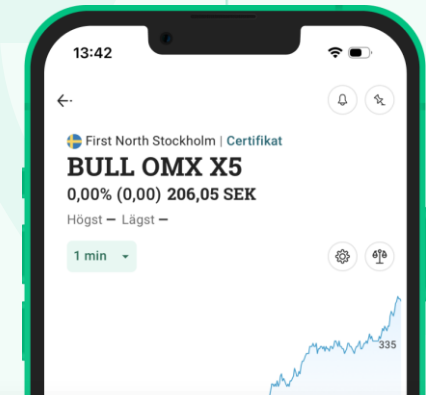 13:42
First North Stockholm | Certifikat
BULL OMX X5
0,00% (0,00) 206,05 SEK
Högst – Lägst –
1 min
335